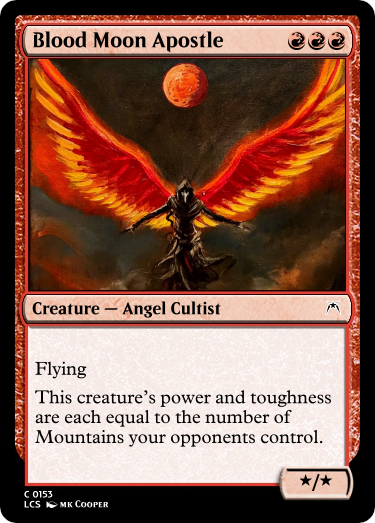 Blood Moon Apostle
Creature — Angel Cultist
Flying
This creature's power and toughness
are each equal to the number of
Mountains your opponents control.
★/★
C 0153
LCS MK COOPER